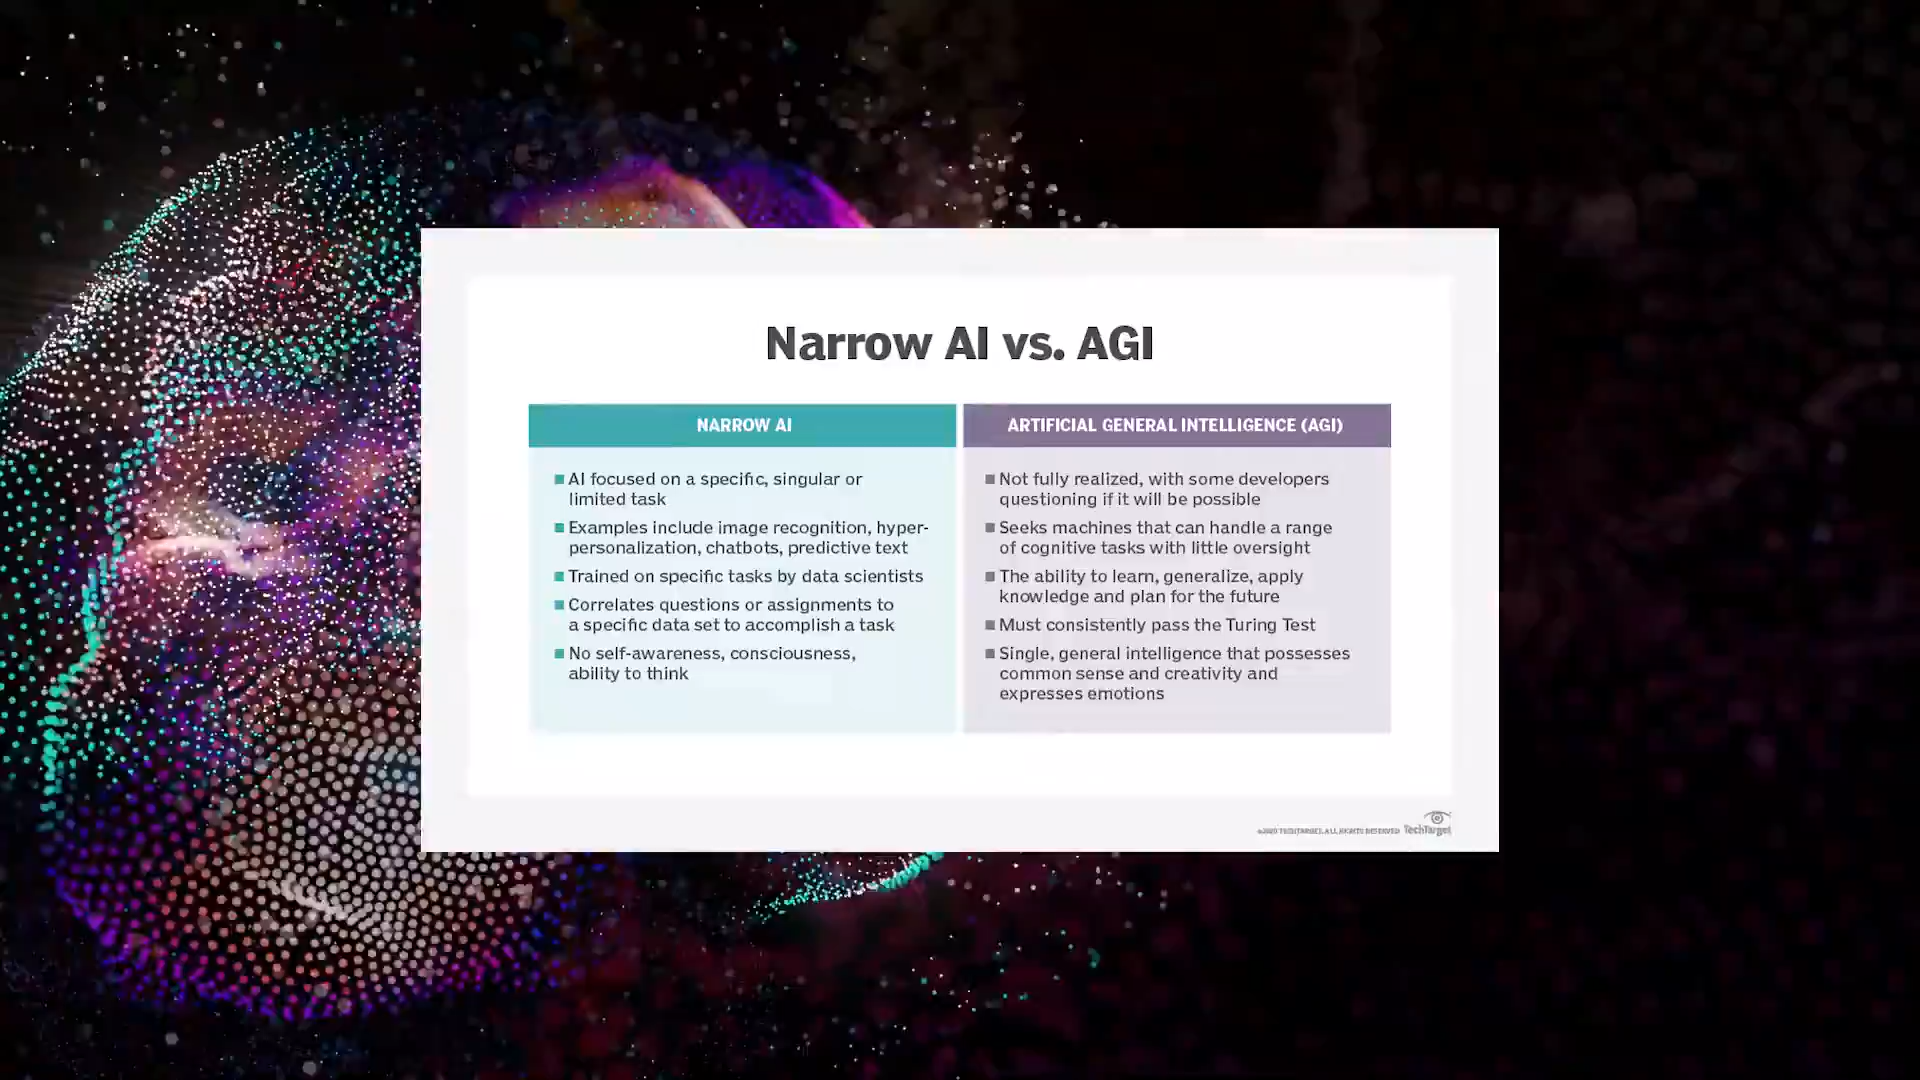 Narrow AI vs. AGI
NARROW AI
AI focused on a specific, singular or
limited task
Examples include image recognition, hyper-
personalization, chatbots, predictive text
Trained on specific tasks by data scientists
Correlates questions or assignments to
a specific data set to accomplish a task
No self-awareness, consciousness,
ability to think
ARTIFICIAL GENERAL INTELLIGENCE (AGI)
Not fully realized, with some developers
questioning if it will be possible
Seeks machines that can handle a range
of cognitive tasks with little oversight
The ability to learn, generalize, apply
knowledge and plan for the future
Must consistently pass the Turing Test
Single, general intelligence that possesses
common sense and creativity and
expresses emotions
©2020 TECHTARGET. ALL RIGHTS RESERVED TechTarget